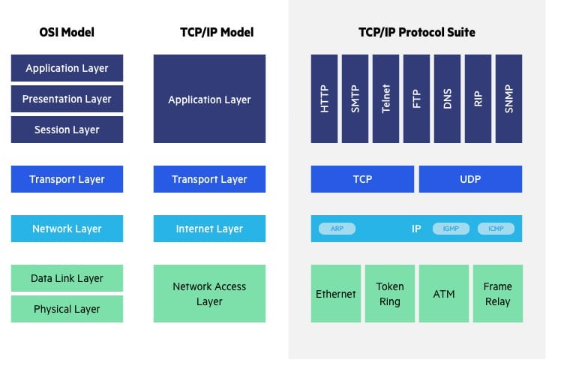 OSI Model
Application Layer
Presentation Layer
Session Layer
Transport Layer
Network Layer
Data Link Layer
Physical Layer
TCP/IP Model
Application Layer
Transport Layer
Internet Layer
Network Access
Layer
TCP/IP Protocol Suite
HTTP
SMTP
Telnet
FTP
DNS
RIP
SNMP
TCP
UDP
ARP
IP
IGMP
ICMP
Ethernet
Token
Ring
ATM
Frame
Relay